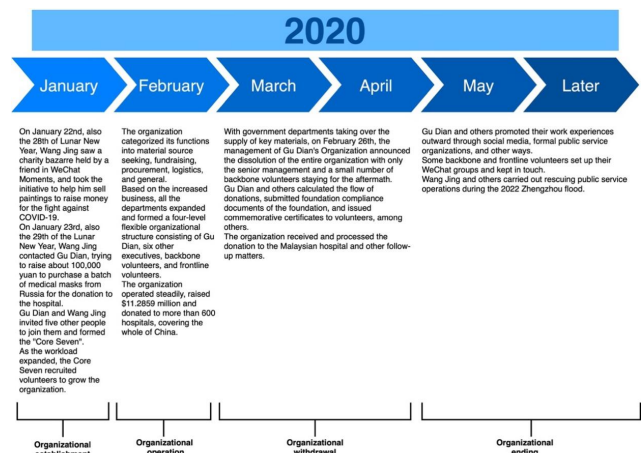 2020
January
February
March
April
May
Later
On January 22nd, also
the 28th of Lunar New
Year, Wang Jing saw a
charity bazarre held by a
friend in WeChat
Moments, and took the
initiative to help him sell
paintings to raise money
for the fight against
COVID-19.
On January 23rd, also
the 29th of the Lunar
New Year, Wang Jing
contacted Gu Dian, trying
to raise about 100,000
yuan to purchase a batch
of medical masks from
Russia for the donation to
the hospital.
Gu Dian and Wang Jing
invited five other people
to join them and formed
the "Core Seven".
As the workload
expanded, the Core
Seven recruited
volunteers to grow the
organization.
The organization
categorized its functions
into material source
seeking, fundraising,
procurement, logistics,
and general.
Based on the increased
business, all the
departments expanded
and formed a four-level
flexible organizational
structure consisting of Gu
Dian, six other
executives, backbone
volunteers, and frontline
volunteers.
The organization
operated steadily, raised
$11.2859 million and
donated to more than 600
hospitals, covering the
whole of China.
With government departments taking over the
supply of key materials, on February 26th, the
management of Gu Dian's Organization announced
the dissolution of the entire organization with only
the senior management and a small number of
backbone volunteers staying for the aftermath.
Gu Dian and others calculated the flow of
donations, submitted foundation compliance
documents of the foundation, and issued
commemorative certificates to volunteers, among
others.
The organization received and processed the
donation to the Malaysian hospital and other follow-
up matters.
Gu Dian and others promoted their work experiences
outward through social media, formal public service
organizations, and other ways.
Some backbone and frontline volunteers set up their
WeChat groups and kept in touch.
Wang Jing and others carried out rescuing public service
operations during the 2022 Zhengzhou flood.
Organizational
establishment
Organizational
operation
Organizational
withdrawal
Organizational
ending